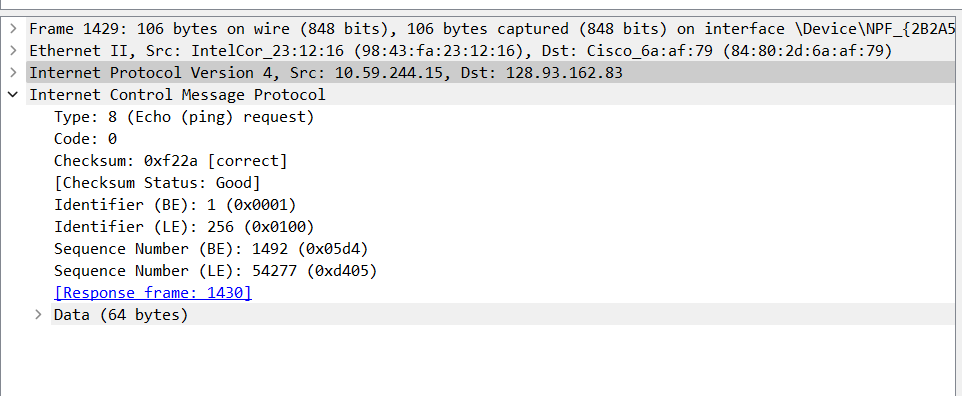 Frame 1429: 106 bytes on wire (848 bits), 106 bytes captured (848 bits) on interface \Device\NPF_{2B2A5
Ethernet II, Src: IntelCor_23:12:16 (98:43:fa:23:12:16), Dst: Cisco_6a:af:79 (84:80:2d:6a:af:79)
Internet Protocol Version 4, Src: 10.59.244.15, Dst: 128.93.162.83
Internet Control Message Protocol
Type: 8 (Echo (ping) request)
Code: 0
Checksum: 0xf22a [correct]
[Checksum Status: Good]
Identifier (BE): 1 (0x0001)
Identifier (LE): 256 (0x0100)
Sequence Number (BE): 1492 (0x05d4)
Sequence Number (LE): 54277 (0xd405)
[Response frame: 1430]
Data (64 bytes)